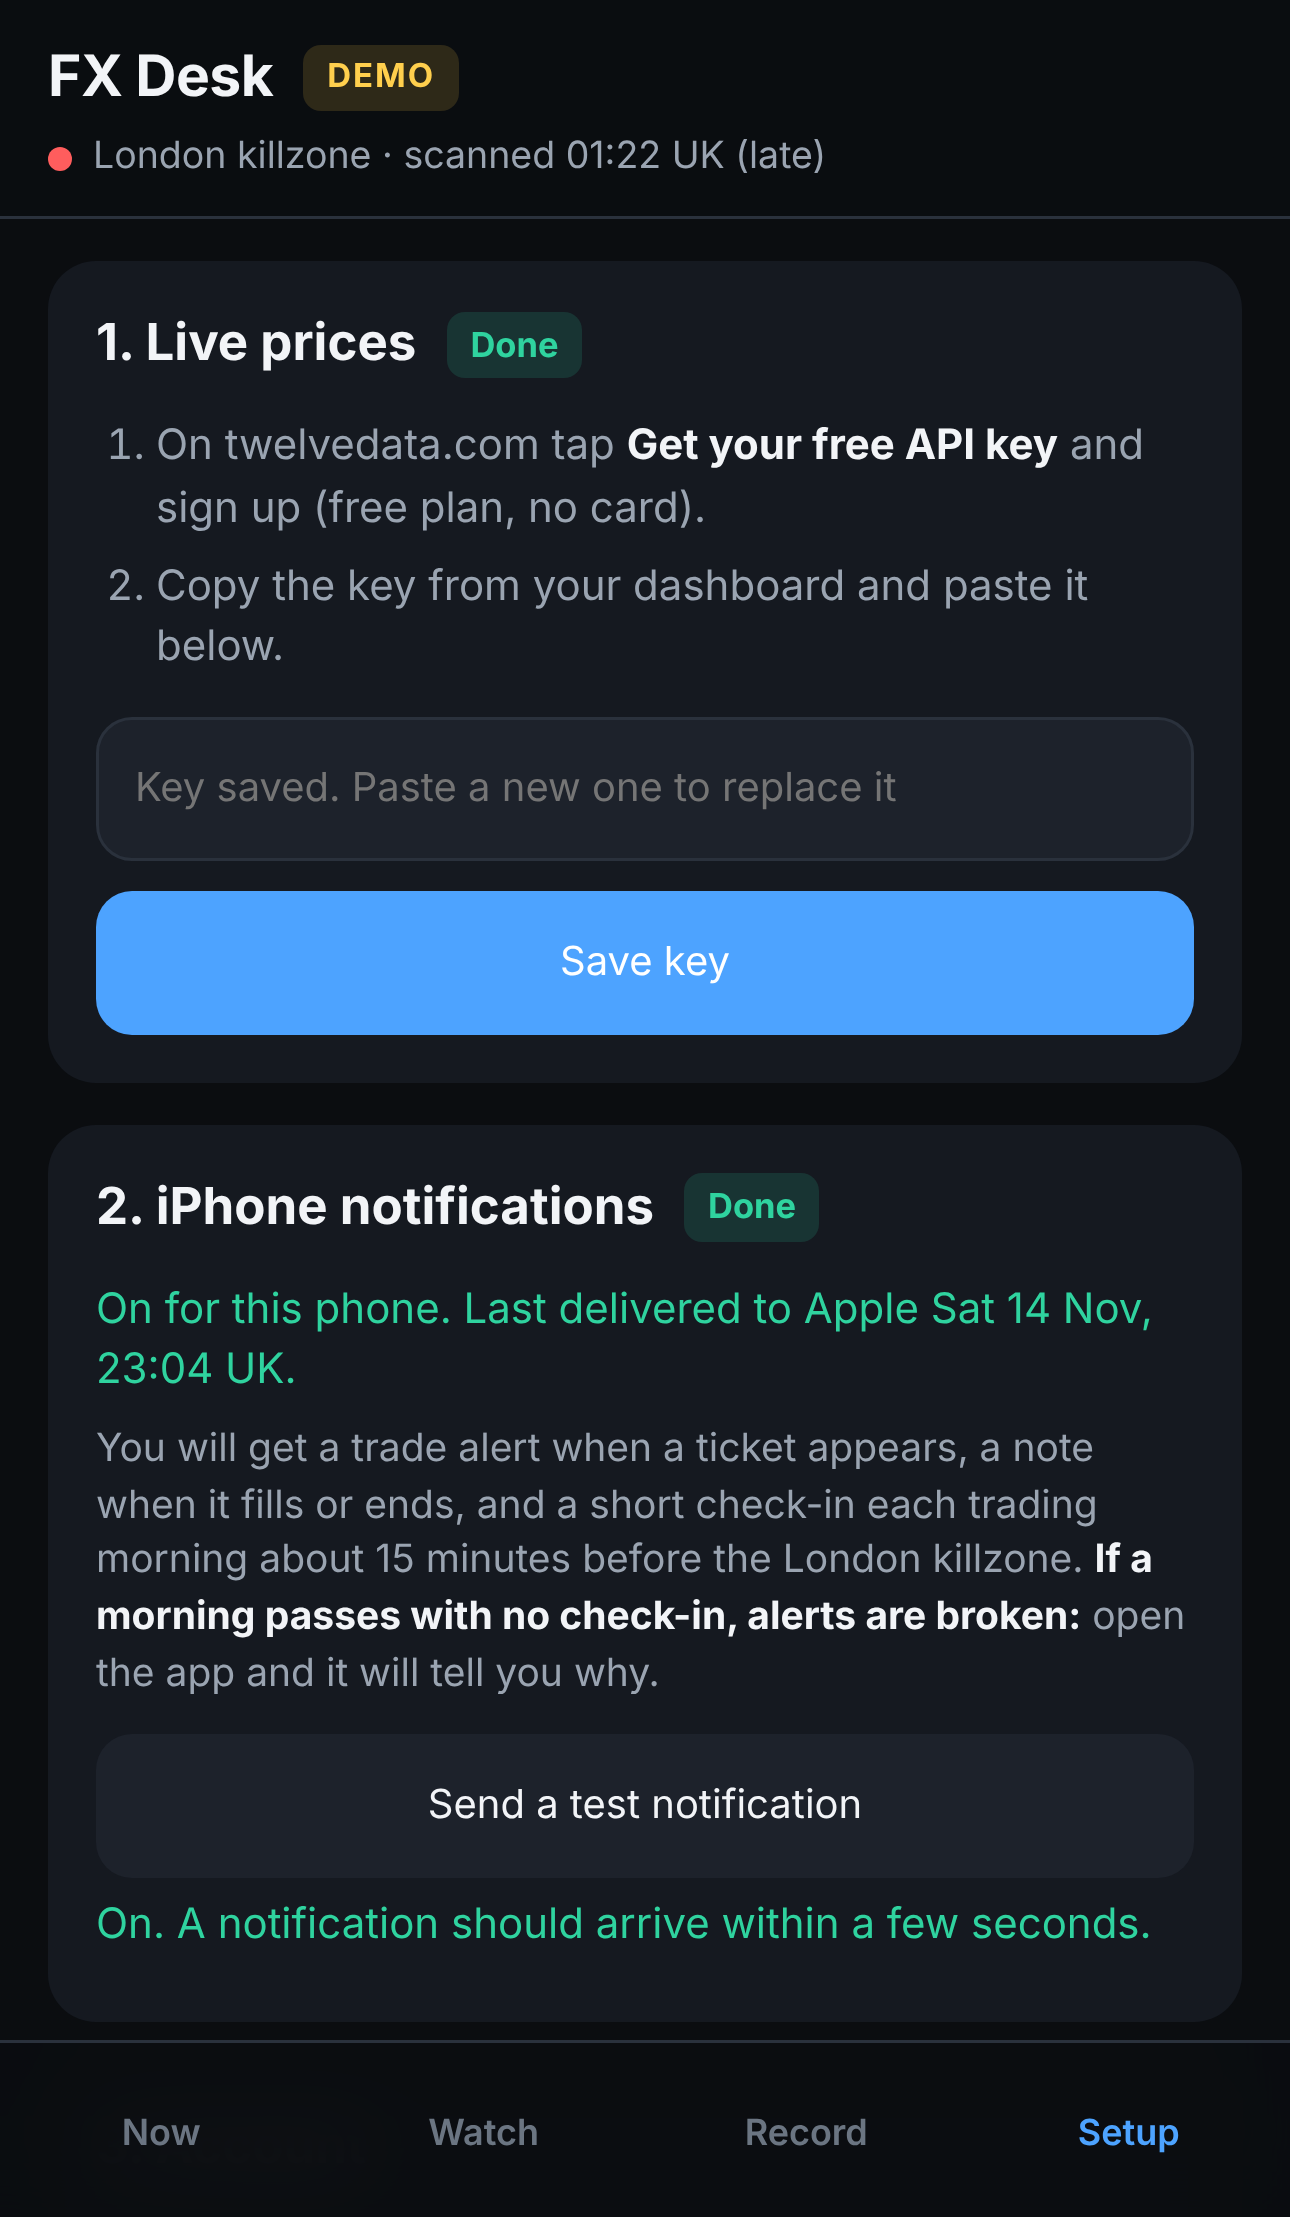 FX Desk DEMO
London killzone · scanned 01:22 UK (late)
1. Live prices Done
1. On twelvedata.com tap Get your free API key and
sign up (free plan, no card).
2. Copy the key from your dashboard and paste it
below.
Key saved. Paste a new one to replace it
Save key
2. iPhone notifications Done
On for this phone. Last delivered to Apple Sat 14 Nov,
23:04 UK.
You will get a trade alert when a ticket appears, a note
when it fills or ends, and a short check-in each trading
morning about 15 minutes before the London killzone. If a
morning passes with no check-in, alerts are broken: open
the app and it will tell you why.
Send a test notification
On. A notification should arrive within a few seconds.
Now Watch Record Setup